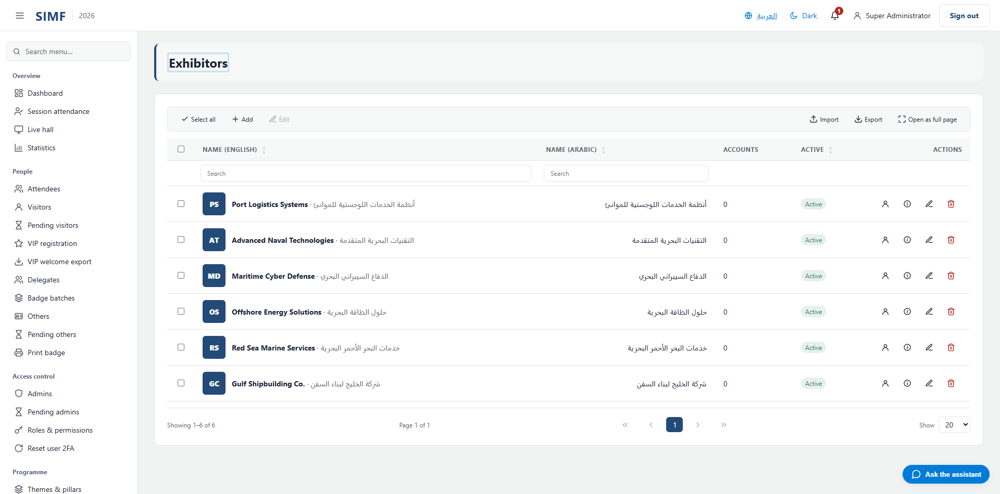 SIMF 2026
العربية Dark 1 Super Administrator Sign out
Search menu...
Overview
Dashboard
Session attendance
Live hall
Statistics
People
Attendees
Visitors
Pending visitors
VIP registration
VIP welcome export
Delegates
Badge batches
Others
Pending others
Print badge
Access control
Admins
Pending admins
Roles & permissions
Reset user 2FA
Programme
Themes & pillars
Exhibitors
Select all Add Edit Import Export Open as full page
NAME (ENGLISH) NAME (ARABIC) ACCOUNTS ACTIVE ACTIONS
Search Search
PS Port Logistics Systems · أنظمة الخدمات اللوجستية للموانئ أنظمة الخدمات اللوجستية للموانئ 0 Active
AT Advanced Naval Technologies · التقنيات البحرية المتقدمة التقنيات البحرية المتقدمة 0 Active
MD Maritime Cyber Defense · الدفاع السيبراني البحري الدفاع السيبراني البحري 0 Active
OS Offshore Energy Solutions · حلول الطاقة البحرية حلول الطاقة البحرية 0 Active
RS Red Sea Marine Services · خدمات البحر الأحمر البحرية خدمات البحر الأحمر البحرية 0 Active
GC Gulf Shipbuilding Co. · شركة الخليج لبناء السفن شركة الخليج لبناء السفن 0 Active
Showing 1–6 of 6 Page 1 of 1 « ‹ 1 › » Show 20
Ask the assistant